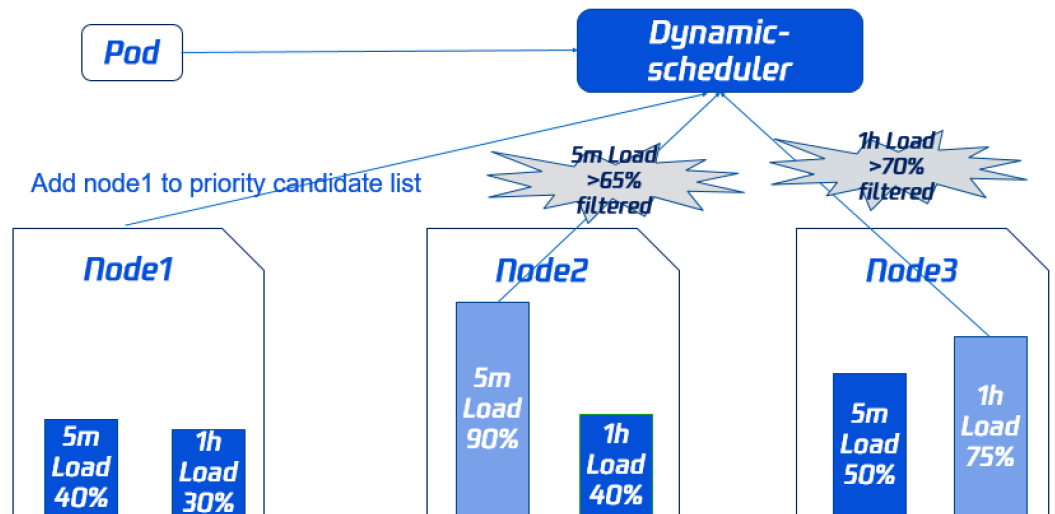 Pod
Dynamic-
scheduler
5m Load
>65%
filtered
1h Load
>70%
filtered
Add node1 to priority candidate list
Node1
Node2
Node3
5m
Load
40%
1h
Load
30%
5m
Load
90%
1h
Load
40%
5m
Load
50%
1h
Load
75%